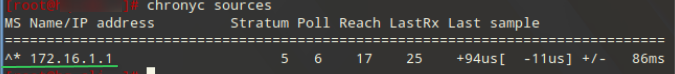 [root@ chronyc sources
MS Name/IP address Stratum Poll Reach LastRx Last sample
===============================================================================
^* 172.16.1.1 5 6 17 25 +94us[ -11us] +/- 86ms